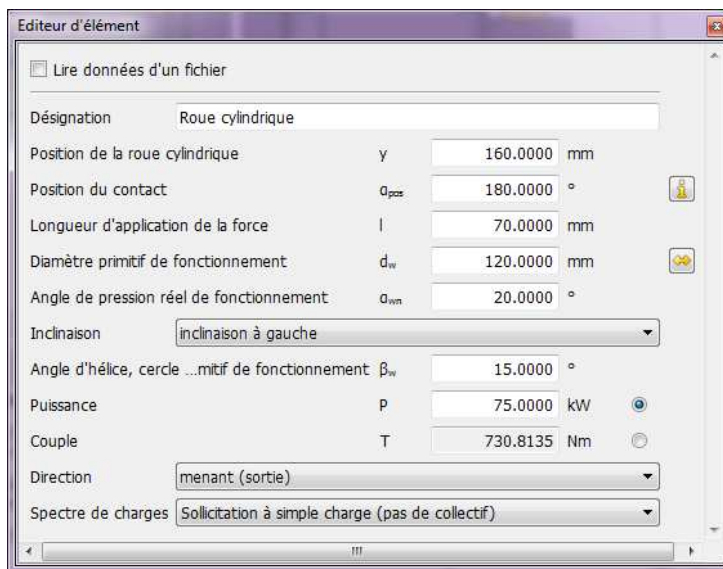 Editeur d'élément
Lire données d'un fichier
Désignation Roue cylindrique
Position de la roue cylindrique y 160.0000 mm
Position du contact αpos 180.0000 °
Longueur d'application de la force l 70.0000 mm
Diamètre primitif de fonctionnement dw 120.0000 mm
Angle de pression réel de fonctionnement αwn 20.0000 °
Inclinaison inclinaison à gauche
Angle d'hélice, cercle ...mitif de fonctionnement βw 15.0000 °
Puissance P 75.0000 kW
Couple T 730.8135 Nm
Direction menant (sortie)
Spectre de charges Sollicitation à simple charge (pas de collectif)